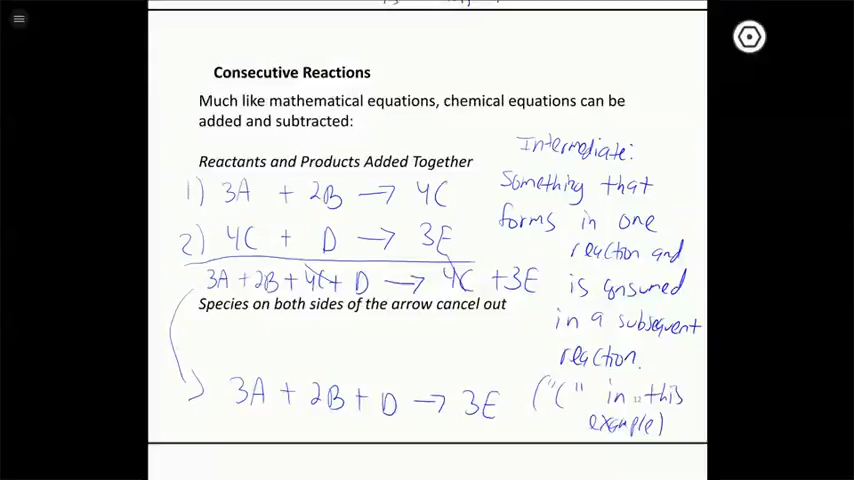 Consecutive Reactions
Much like mathematical equations, chemical equations can be
added and subtracted:
Reactants and Products Added Together
1) 3A + 2B → 4C
2) 4C + D → 3E
3A + 2B + 4C + D → 4C + 3E
Species on both sides of the arrow cancel out
3A + 2B + D → 3E
Intermediate:
Something that
forms in one
reaction and
is consumed
in a subsequent
reaction.
("C" in this
12
example)